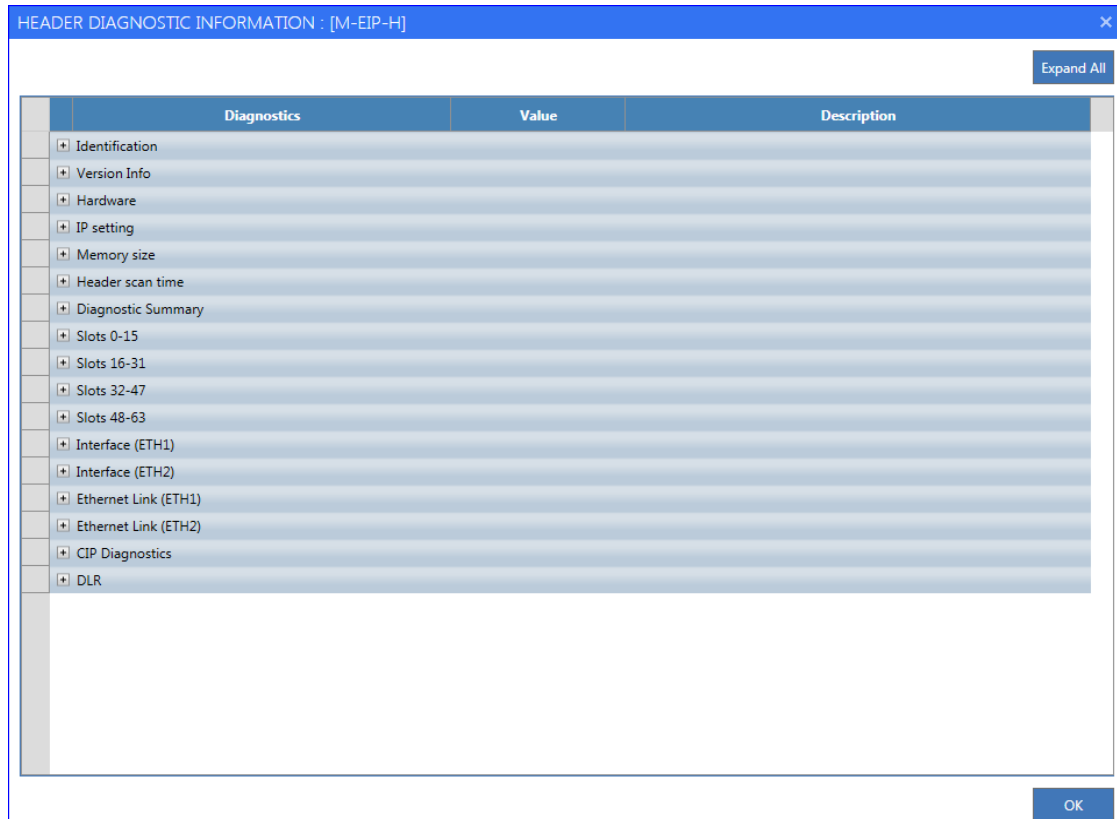 HEADER DIAGNOSTIC INFORMATION : [M-EIP-H]
Expand All
Diagnostics Value Description
Identification
Version Info
Hardware
IP setting
Memory size
Header scan time
Diagnostic Summary
Slots 0-15
Slots 16-31
Slots 32-47
Slots 48-63
Interface (ETH1)
Interface (ETH2)
Ethernet Link (ETH1)
Ethernet Link (ETH2)
CIP Diagnostics
DLR
OK